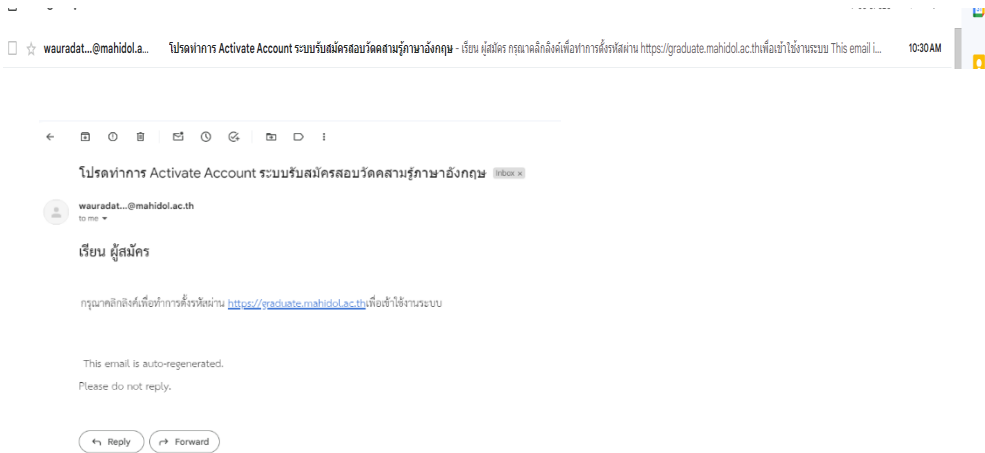 wauradat...@mahidol.a... โปรดทำการ Activate Account ระบบรับสมัครสอบวัดคสามรู้ภาษาอังกฤษ - เรียน ผู้สมัคร กรุณาคลิกลิงค์เพื่อทำการตั้งรหัสผ่าน https://graduate.mahidol.ac.thเพื่อเข้าใช้งานระบบ This email i... 10:30 AM
โปรดทำการ Activate Account ระบบรับสมัครสอบวัดคสามรู้ภาษาอังกฤษ Inbox x
wauradat...@mahidol.ac.th
to me
เรียน ผู้สมัคร
กรุณาคลิกลิงค์เพื่อทำการตั้งรหัสผ่าน https://graduate.mahidol.ac.thเพื่อเข้าใช้งานระบบ
This email is auto-regenerated.
Please do not reply.
Reply Forward